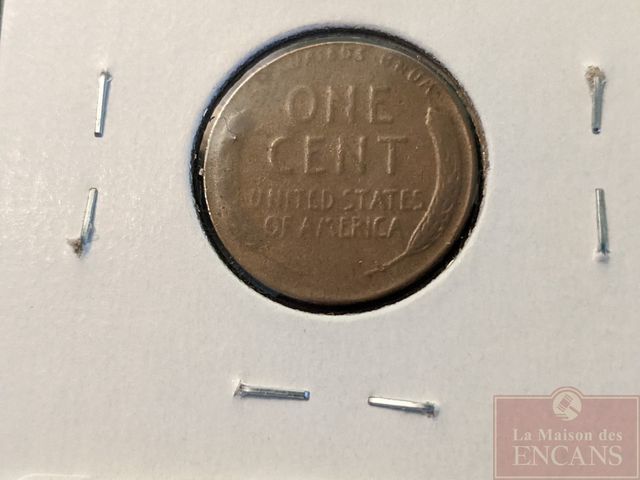 ONE
CENT
UNITED STATES
OF AMERICA
La Maison des
ENCANS